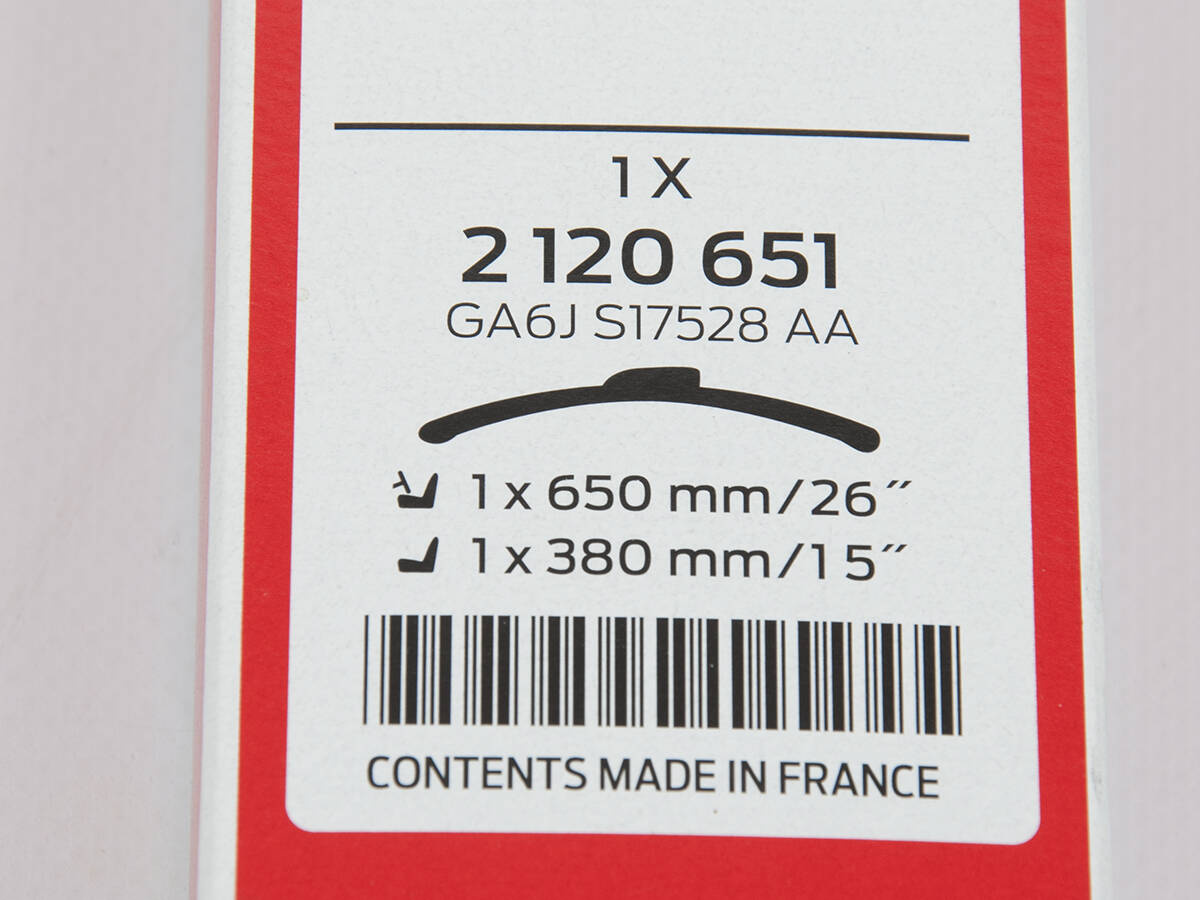 1 X
2 120 651
GA6J S17528 AA
1 x 650 mm/26″
1 x 380 mm/15″
CONTENTS MADE IN FRANCE